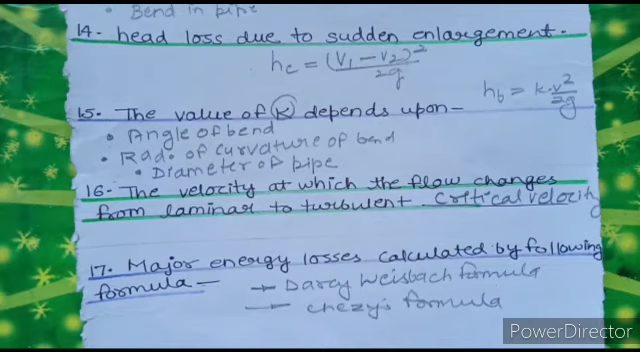 • Bend in pipe
14. head loss due to sudden enlargement.
hc = (V1 - V2)²/2g
15. The value of (k) depends upon- hb = k.v²/2g
• Angle of bend
• Rad. of curvature of bend
• Diameter of pipe
16. The velocity at which the flow changes
from laminar to turbulent. Critical velocity
17. Major energy losses calculated by following
formula — → Darcy Weisbach formula
— chezy's formula
PowerDirector